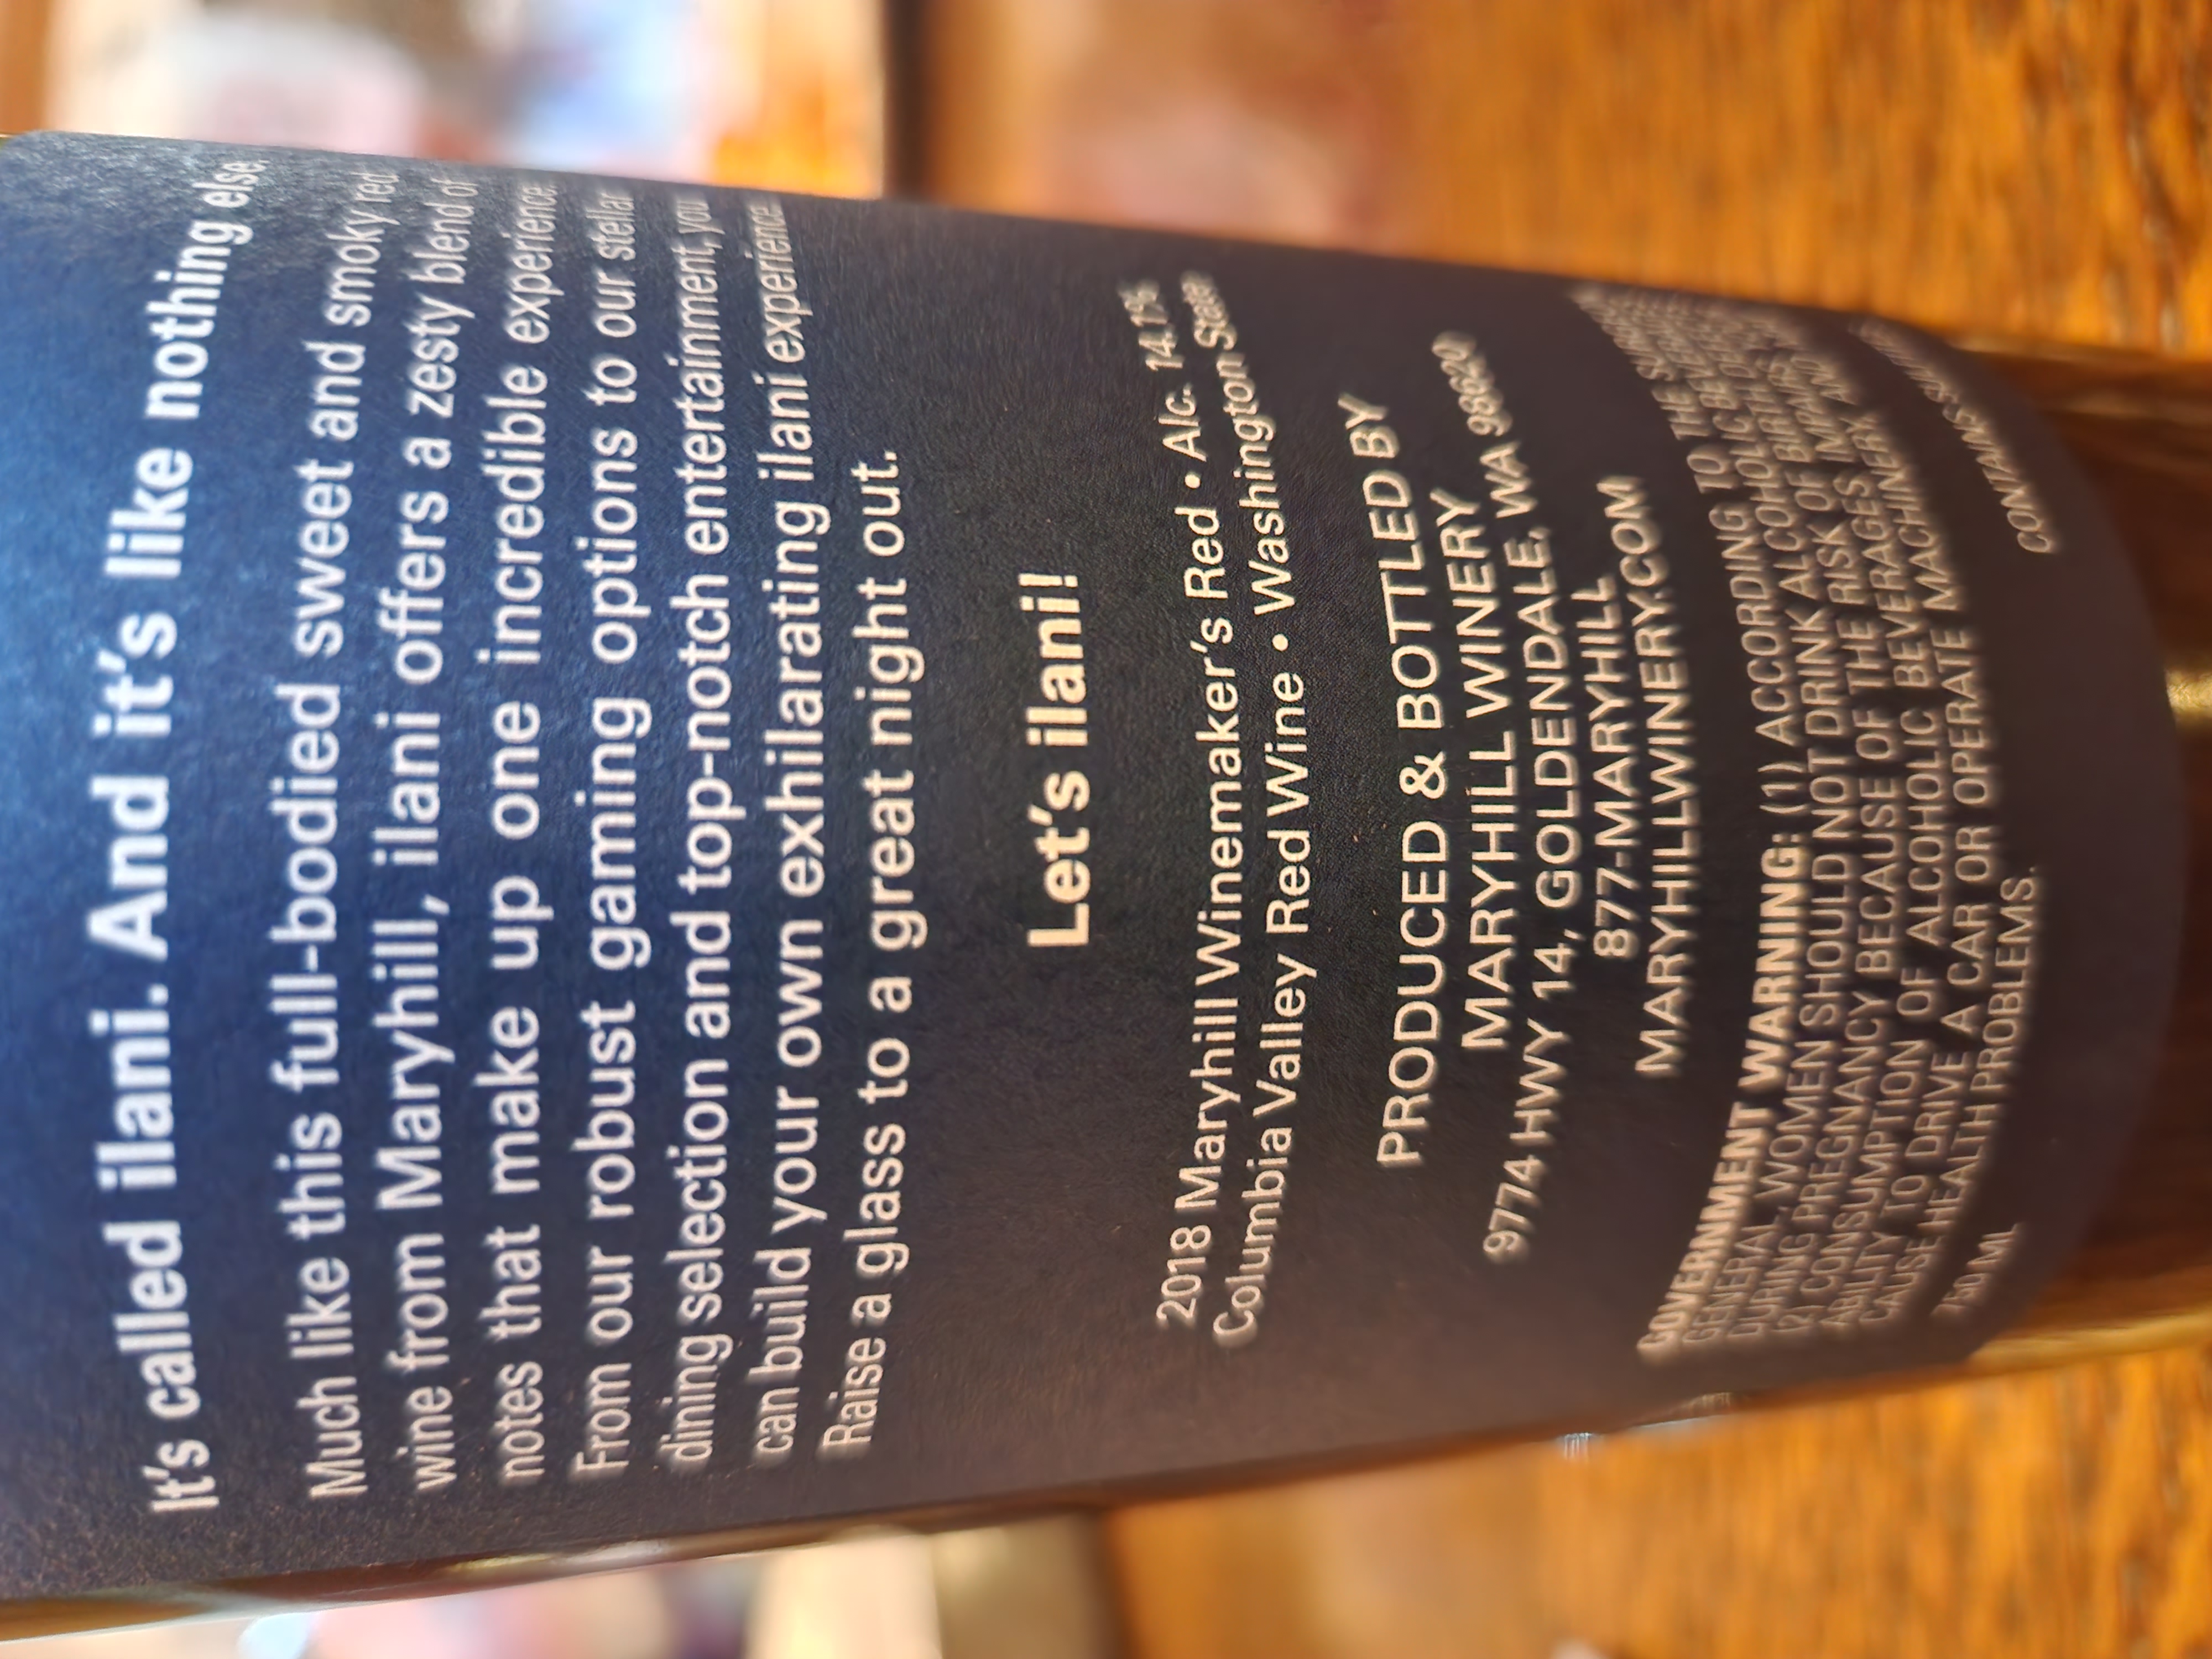 It's called ilani. And it's like nothing else.
Much like this full-bodied sweet and smoky red
wine from Maryhill, ilani offers a zesty blend of
notes that make up one incredible experience.
From our robust gaming options to our stellar
dining selection and top-notch entertainment, you
can build your own exhilarating ilani experience.
Raise a glass to a great night out.
Let's ilani!
2018 Maryhill Winemaker's Red • Alc. 14.1%
Columbia Valley Red Wine • Washington State
PRODUCED & BOTTLED BY
MARYHILL WINERY
9774 HWY 14, GOLDENDALE, WA 98620
877-MARYHILL
MARYHILLWINERY.COM
GOVERNMENT WARNING: (1) ACCORDING TO THE
GENERAL, WOMEN SHOULD NOT DRINK ALCOHOLIC
DURING PREGNANCY BECAUSE OF THE RISK OF BIRTH
(2) CONSUMPTION OF ALCOHOLIC BEVERAGES
ABILITY TO DRIVE A CAR OR OPERATE MACHINERY
CAUSE HEALTH PROBLEMS.
750 ML CONTAINS